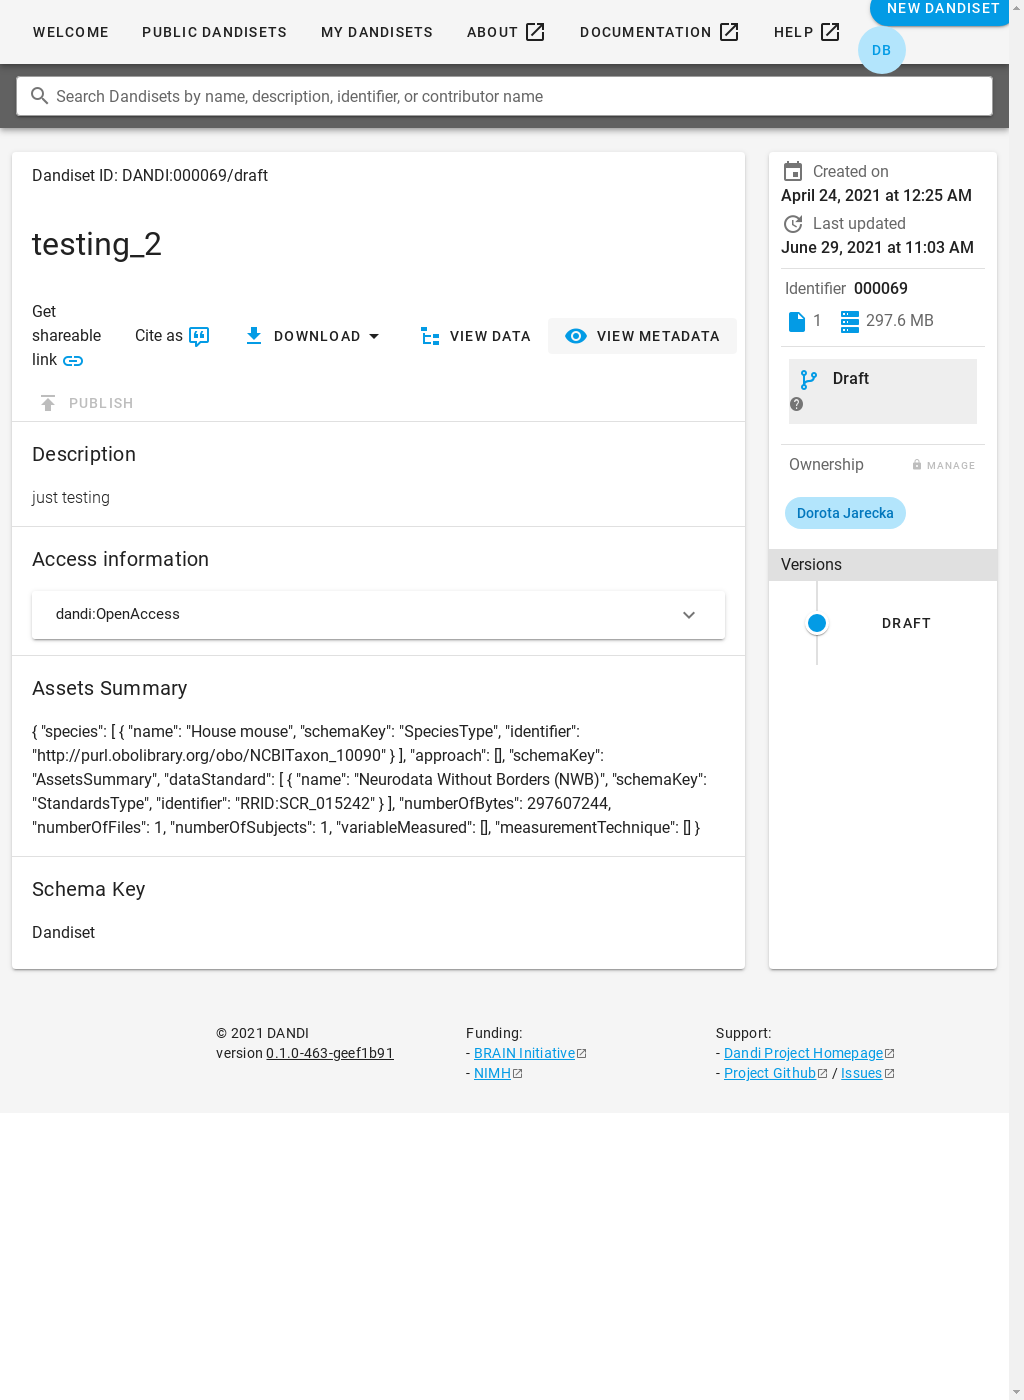 WELCOME
PUBLIC DANDISETS
MY DANDISETS
ABOUT
DOCUMENTATION
HELP
NEW DANDISET
DB
Search Dandisets by name, description, identifier, or contributor name
Dandiset ID: DANDI:000069/draft
testing_2
Get
shareable
link
Cite as
DOWNLOAD
VIEW DATA
VIEW METADATA
PUBLISH
Description
just testing
Access information
dandi:OpenAccess
Assets Summary
{ "species": [ { "name": "House mouse", "schemaKey": "SpeciesType", "identifier":
"http://purl.obolibrary.org/obo/NCBITaxon_10090" } ], "approach": [], "schemaKey":
"AssetsSummary", "dataStandard": [ { "name": "Neurodata Without Borders (NWB)", "schemaKey":
"StandardsType", "identifier": "RRID:SCR_015242" } ], "numberOfBytes": 297607244,
"numberOfFiles": 1, "numberOfSubjects": 1, "variableMeasured": [], "measurementTechnique": [] }
Schema Key
Dandiset
Created on
April 24, 2021 at 12:25 AM
Last updated
June 29, 2021 at 11:03 AM
Identifier 000069
1
297.6 MB
Draft
Ownership
MANAGE
Dorota Jarecka
Versions
DRAFT
© 2021 DANDI
version 0.1.0-463-geef1b91
Funding:
- BRAIN Initiative
- NIMH
Support:
- Dandi Project Homepage
- Project Github / Issues